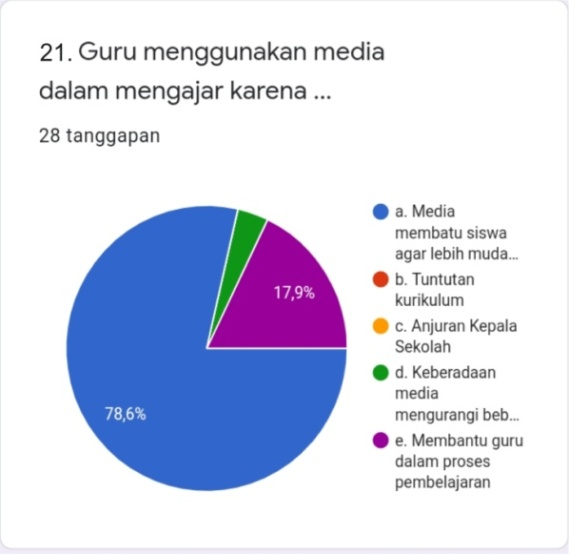 21. Guru menggunakan media
dalam mengajar karena ...
28 tanggapan
a. Media
membatu siswa
agar lebih muda...
b. Tuntutan
kurikulum
c. Anjuran Kepala
Sekolah
d. Keberadaan
media
mengurangi beb...
e. Membantu guru
dalam proses
pembelajaran
17,9%
78,6%